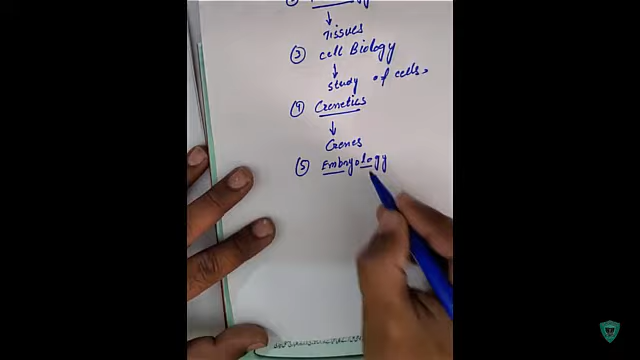 Tissues
③ cell Biology
study of cells.
④ Genetics
Genes
⑤ Embryology